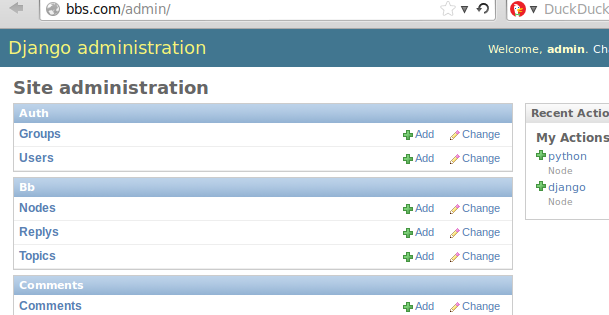 bbs.com/admin/
DuckDuck
Django administration
Welcome, admin. Ch
Site administration
Auth
Groups Add Change
Users Add Change
Bb
Nodes Add Change
Replys Add Change
Topics Add Change
Comments
Comments Add Change
Recent Actio
My Actions
python
Node
django
Node